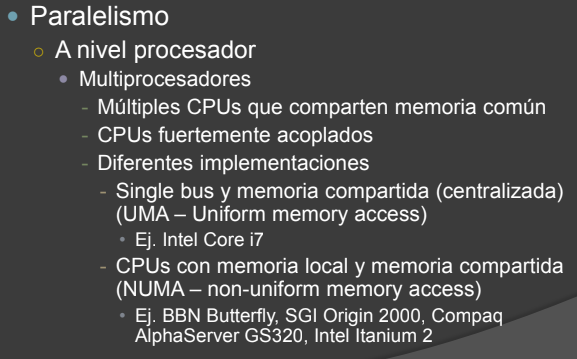 Paralelismo
A nivel procesador
Multiprocesadores
- Múltiples CPUs que comparten memoria común
- CPUs fuertemente acoplados
- Diferentes implementaciones
- Single bus y memoria compartida (centralizada)
(UMA – Uniform memory access)
Ej. Intel Core i7
- CPUs con memoria local y memoria compartida
(NUMA – non-uniform memory access)
Ej. BBN Butterfly, SGI Origin 2000, Compaq
AlphaServer GS320, Intel Itanium 2